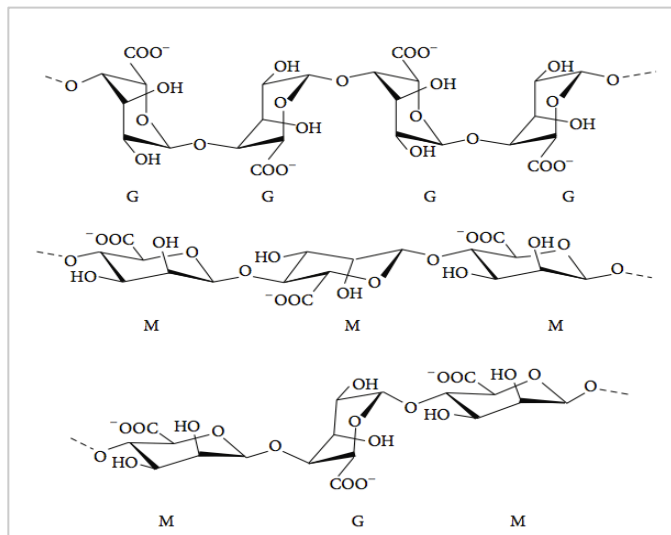 COO⁻ OH COO⁻ OH
O OH O O OH O
O O O O
OH O OH OH O OH
COO⁻ COO⁻
G G G G
⁻OOC OH O HO O ⁻OOC OH O
O HO O ⁻OOC OH O O HO O
M M M
OH ⁻OOC HO O O
⁻OOC HO O O O HO
O HO O OH
COO⁻
M G M